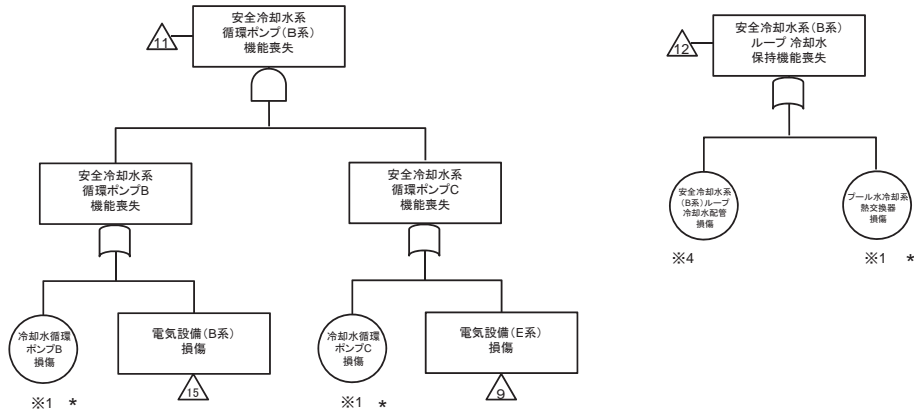 安全冷却水系
循環ポンプ(B系)
機能喪失
11
安全冷却水系
循環ポンプB
機能喪失
安全冷却水系
循環ポンプC
機能喪失
冷却水循環
ポンプB
損傷
※1 *
電気設備(B系)
損傷
15
冷却水循環
ポンプC
損傷
※1 *
電気設備(E系)
損傷
9
安全冷却水系(B系)
ループ 冷却水
保持機能喪失
12
安全冷却水系
(B系)ループ
冷却水配管
損傷
※4
プール水冷却系
熱交換器
損傷
※1 *